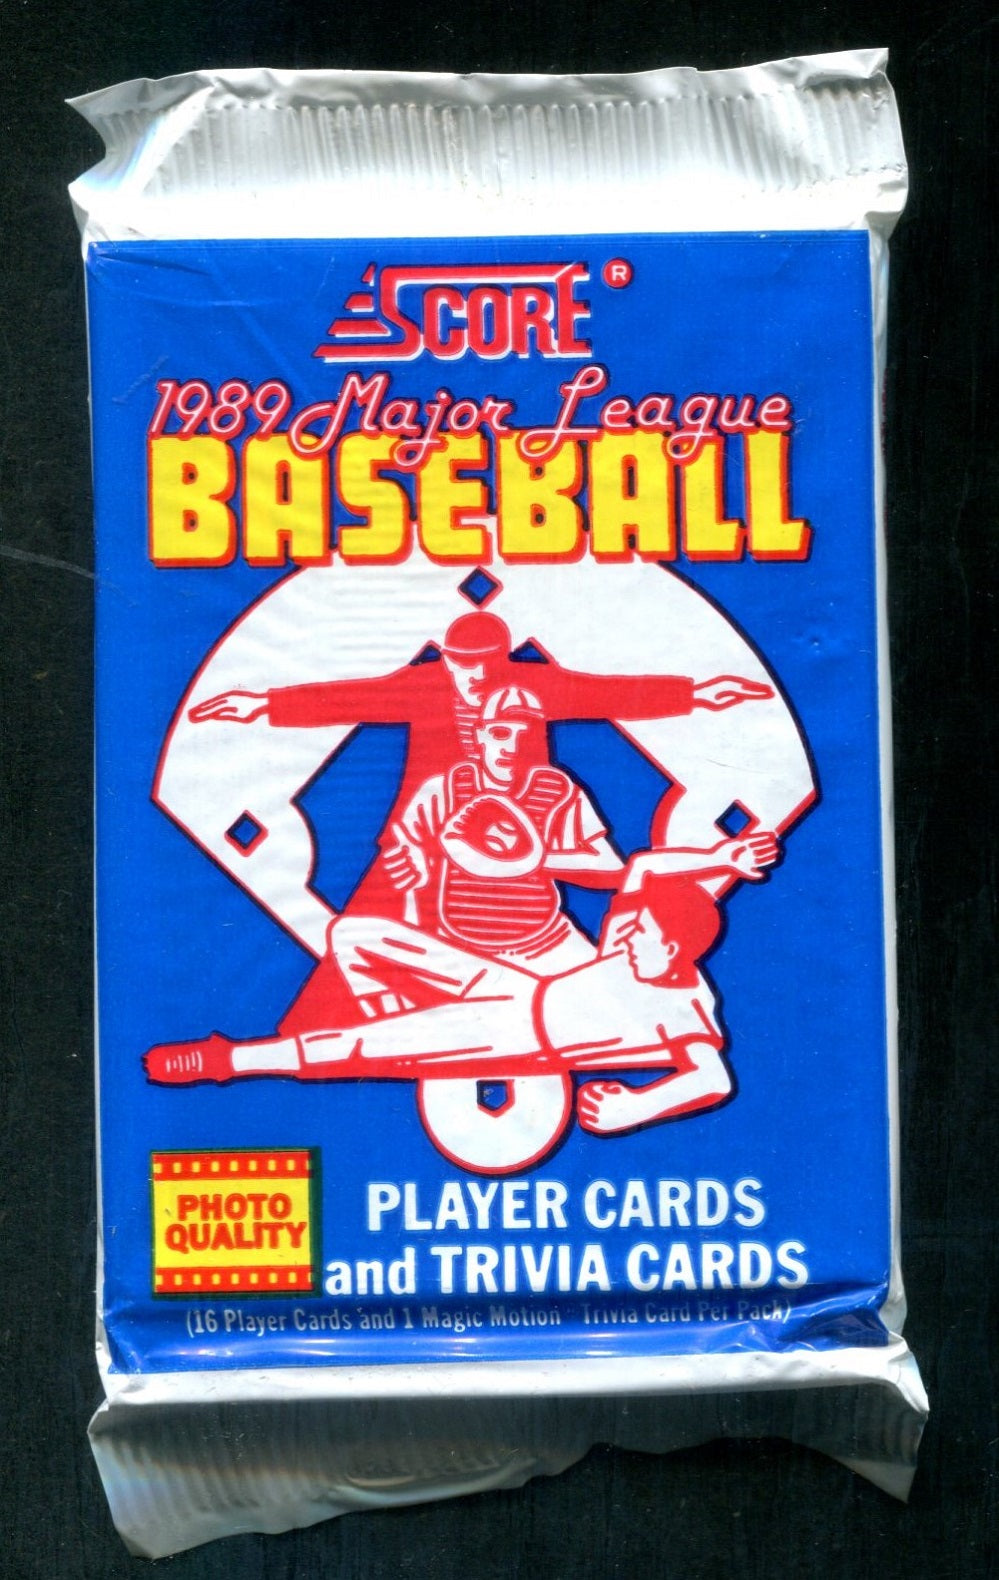 SCORE®
1989 Major League
BASEBALL
PHOTO
QUALITY
PLAYER CARDS
and TRIVIA CARDS
(16 Player Cards and 1 Magic Motion Trivia Card Per Pack)